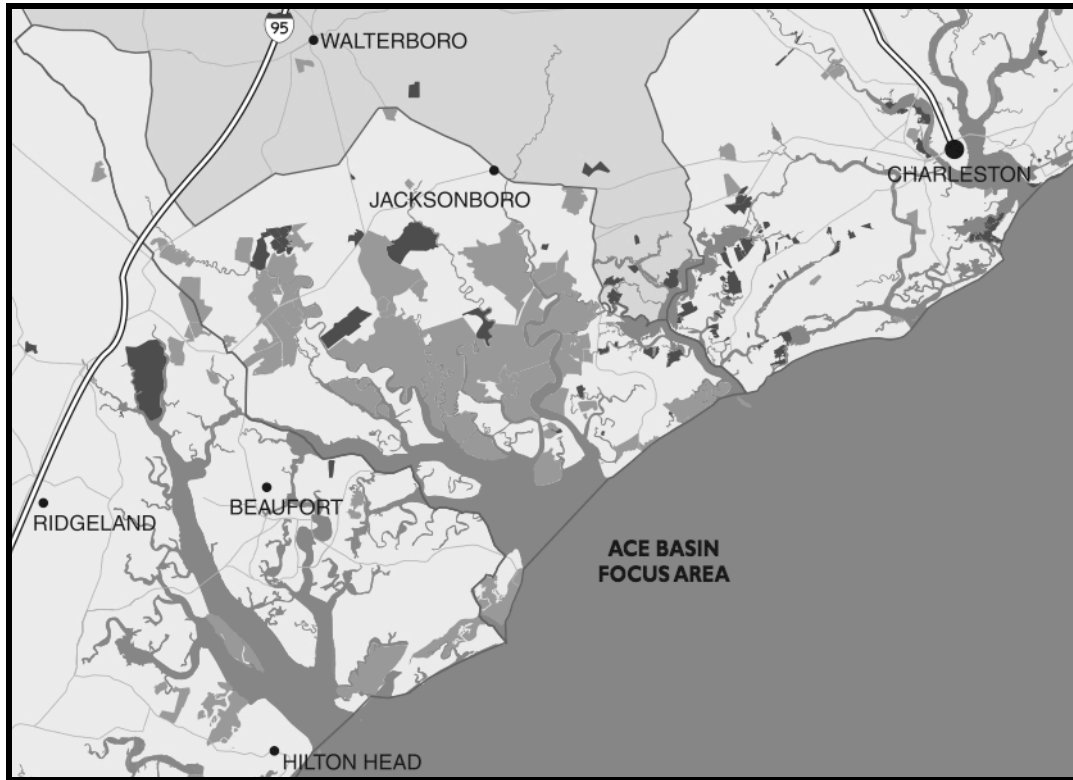 95
WALTERBORO
CHARLESTON
JACKSONBORO
BEAUFORT
RIDGELAND
ACE BASIN
FOCUS AREA
HILTON HEAD